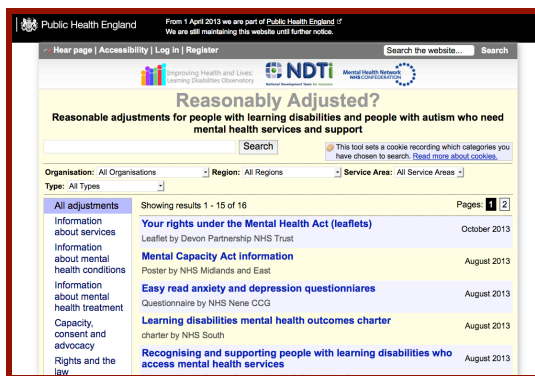 Public Health England
From 1 April 2013 we are part of Public Health England
We are still maintaining this website until further notice.
Hear page | Accessibility | Log in | Register
Search the website...
Search
Improving Health and Lives:
Learning Disabilities Observatory
NDTi
National Development Team for Inclusion
Mental Health Network
NHS CONFEDERATION
Reasonably Adjusted?
Reasonable adjustments for people with learning disabilities and people with autism who need
mental health services and support
Search
This tool sets a cookie recording which categories you
have chosen to search. Read more about cookies.
Organisation: All Organisations
Region: All Regions
Service Area: All Service Areas
Type: All Types
All adjustments
Information
about services
Information
about mental
health conditions
Information
about mental
health treatment
Capacity,
consent and
advocacy
Rights and the
law
Showing results 1 - 15 of 16
Pages: 1 2
Your rights under the Mental Health Act (leaflets)
Leaflet by Devon Partnership NHS Trust
October 2013
Mental Capacity Act information
Poster by NHS Midlands and East
August 2013
Easy read anxiety and depression questionniares
Questionnaire by NHS Nene CCG
August 2013
Learning disabilities mental health outcomes charter
charter by NHS South
August 2013
Recognising and supporting people with learning disabilities who
access mental health services
August 2013